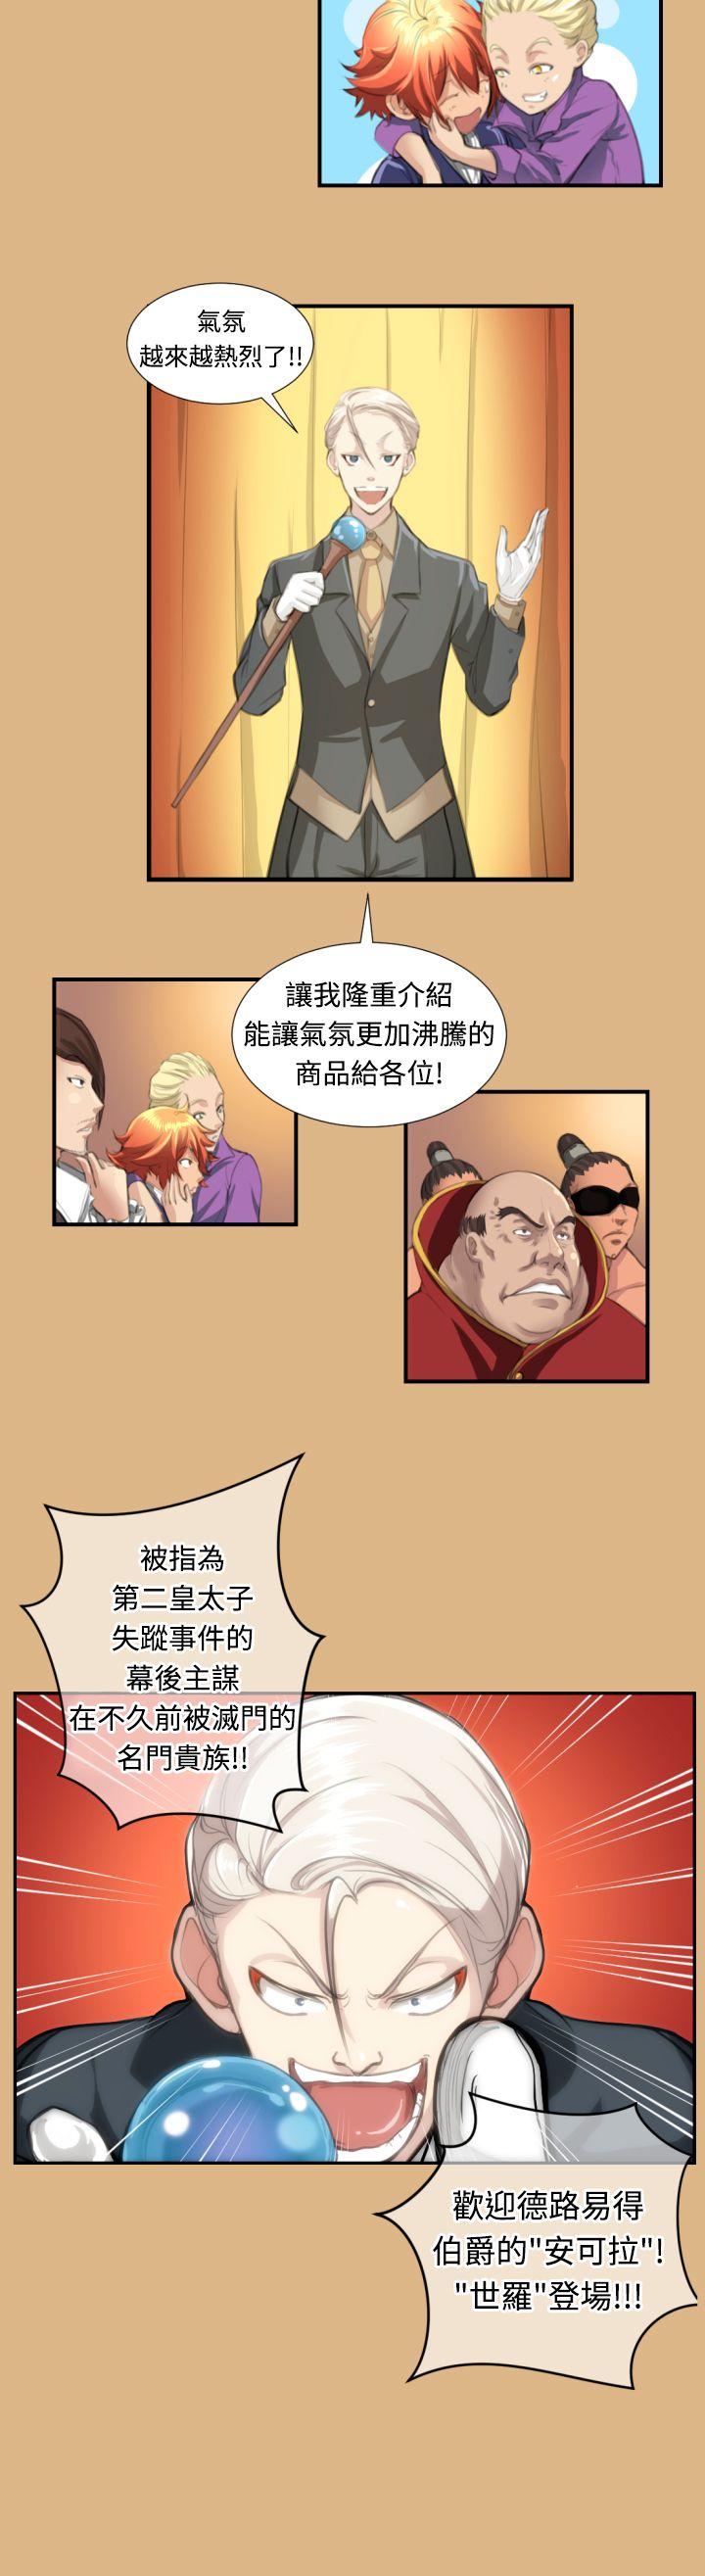 氣氛
越來越熱烈了!!
讓我隆重介紹
能讓氣氛更加沸騰的
商品給各位!
被指為
第二皇太子
失蹤事件的
幕後主謀
在不久前被滅門的
名門貴族!!
歡迎德路易得
伯爵的"安可拉"!
"世羅"登場!!!